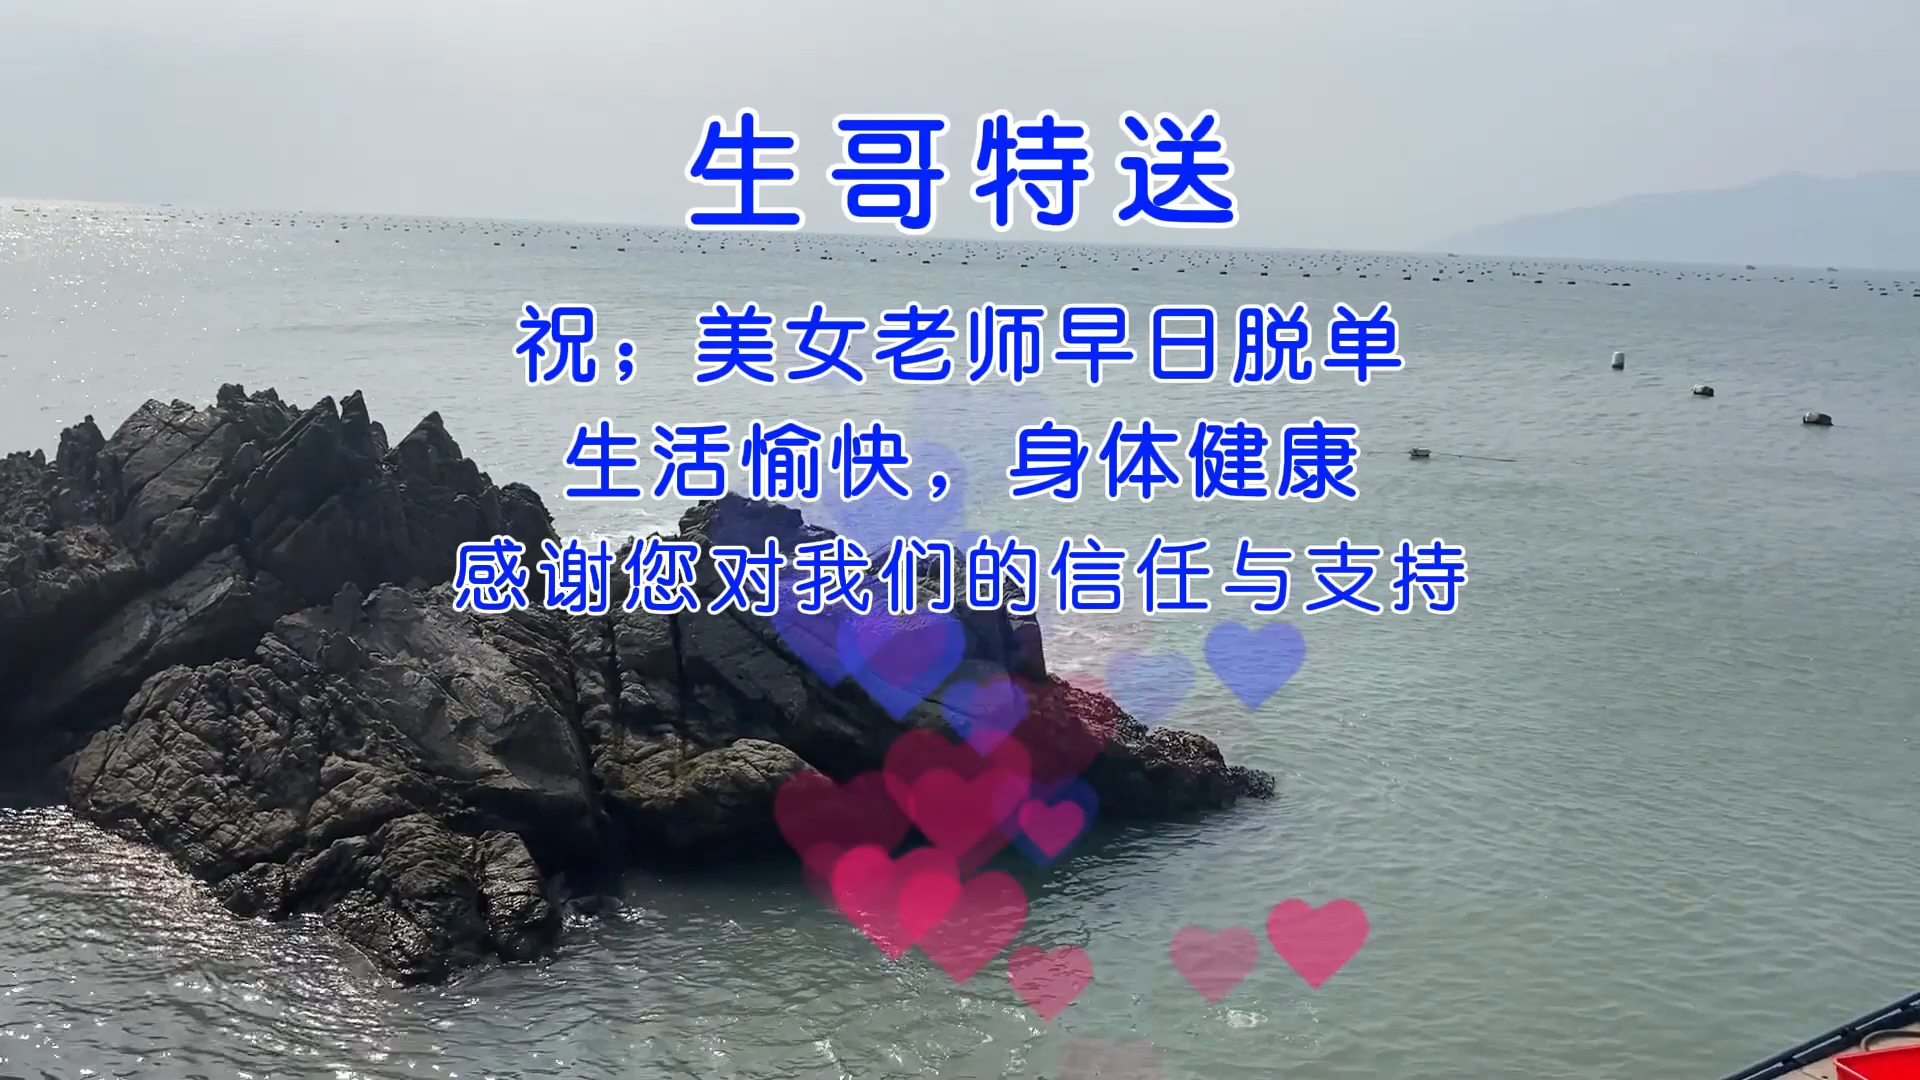 生哥特送
祝；美女老师早日脱单
生活愉快，身体健康
感谢您对我们的信任与支持